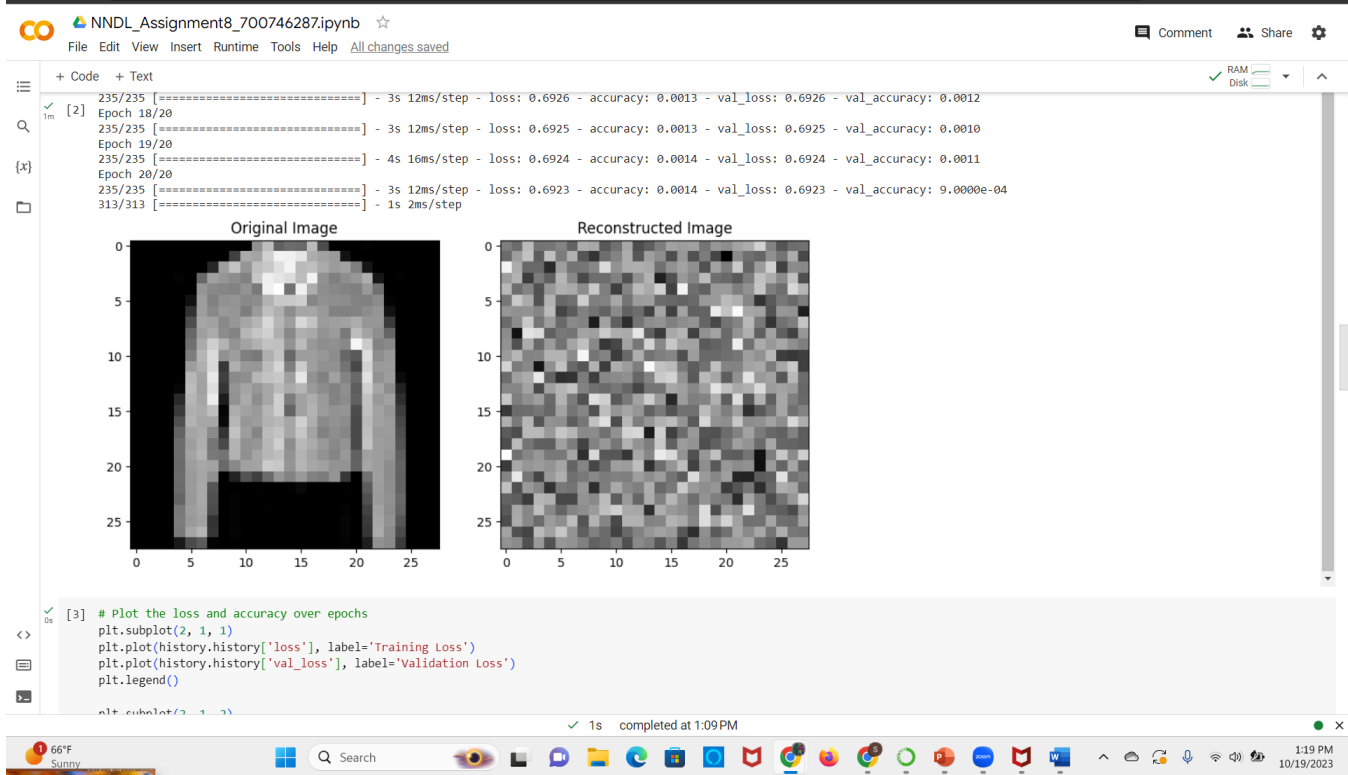 NNDL_Assignment8_700746287.ipynb
Comment
Share
File Edit View Insert Runtime Tools Help All changes saved
+ Code + Text
RAM
Disk
1m
[2]
235/235 [==============================] - 3s 12ms/step - loss: 0.6926 - accuracy: 0.0013 - val_loss: 0.6926 - val_accuracy: 0.0012
Epoch 18/20
235/235 [==============================] - 3s 12ms/step - loss: 0.6925 - accuracy: 0.0013 - val_loss: 0.6925 - val_accuracy: 0.0010
Epoch 19/20
235/235 [==============================] - 4s 16ms/step - loss: 0.6924 - accuracy: 0.0014 - val_loss: 0.6924 - val_accuracy: 0.0011
Epoch 20/20
235/235 [==============================] - 3s 12ms/step - loss: 0.6923 - accuracy: 0.0014 - val_loss: 0.6923 - val_accuracy: 9.0000e-04
313/313 [==============================] - 1s 2ms/step
{x}
Original Image
0
5
10
15
20
25
0 5 10 15 20 25
Reconstructed Image
0
5
10
15
20
25
0 5 10 15 20 25
0s
[3] # Plot the loss and accuracy over epochs
plt.subplot(2, 1, 1)
plt.plot(history.history['loss'], label='Training Loss')
plt.plot(history.history['val_loss'], label='Validation Loss')
plt.legend()
plt.subplot(2, 1, 2)
1s completed at 1:09 PM
1
66°F
Sunny
Search
S
P
zoom
W
1:19 PM
10/19/2023